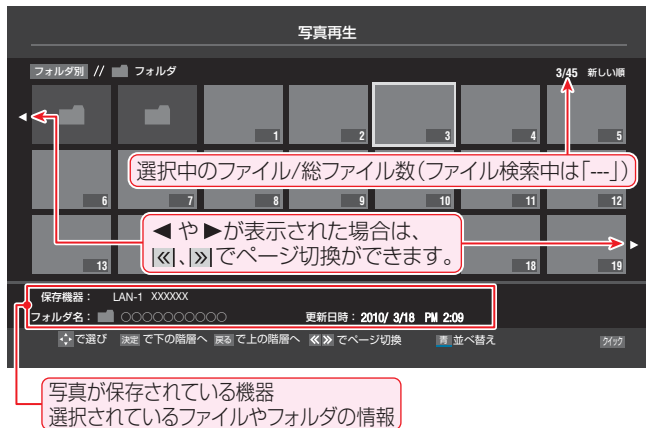 写真再生
フォルダ別 // フォルダ 3/45 新しい順
1 2 3 4 5
選択中のファイル/総ファイル数(ファイル検索中は「---」)
6 7 8 9 10 11 12
◀や▶が表示された場合は、
|≪|、|≫|でページ切換ができます。
13 18 19
保存機器： LAN-1 XXXXXX
フォルダ名： 〇〇〇〇〇〇〇〇〇〇 更新日時：2010/ 3/18 PM 2:09
で選び 決定 で下の階層へ 戻る で上の階層へ ≪≫ でページ切換 青 並べ替え クイック
写真が保存されている機器
選択されているファイルやフォルダの情報